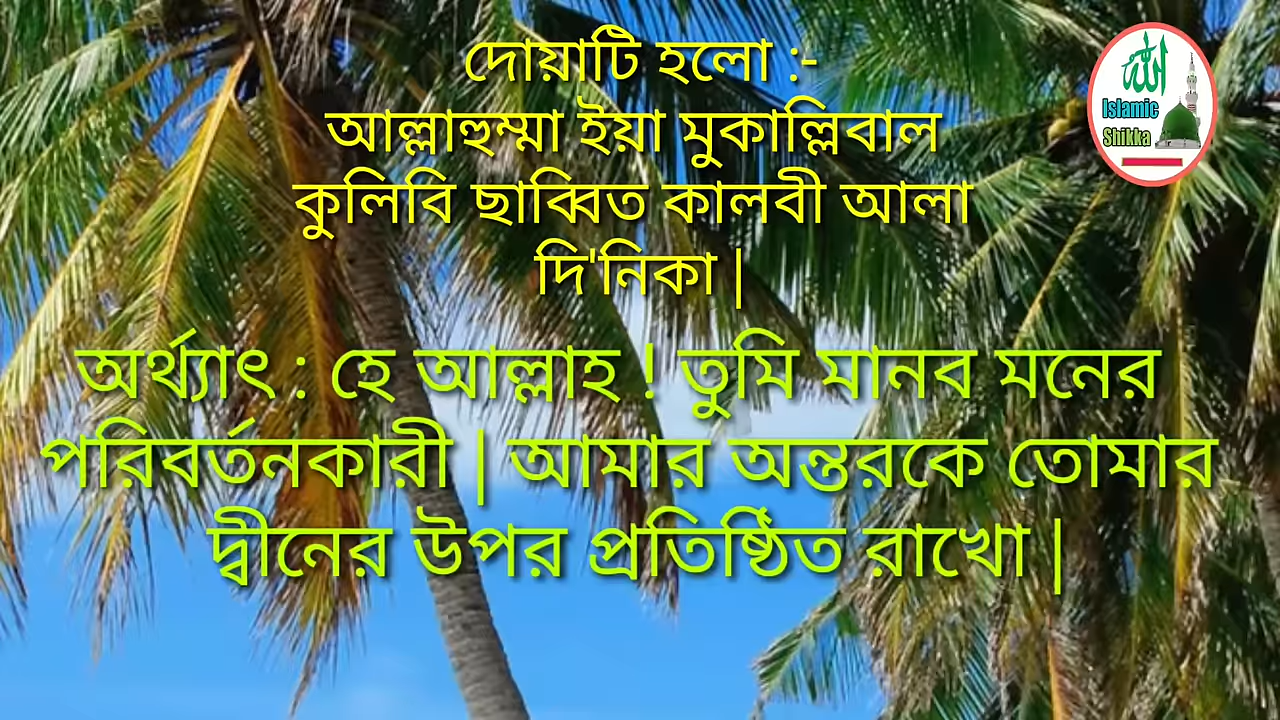 দোয়াটি হলো :-
আল্লাহুম্মা ইয়া মুকাল্লিবাল
কুলিবি ছাব্বিত কালবী আলা
দি'নিকা |
অর্থ্যাৎ : হে আল্লাহ ! তুমি মানব মনের
পরিবর্তনকারী | আমার অন্তরকে তোমার
দ্বীনের উপর প্রতিষ্ঠিত রাখো |
الله
Islamic
Shikka